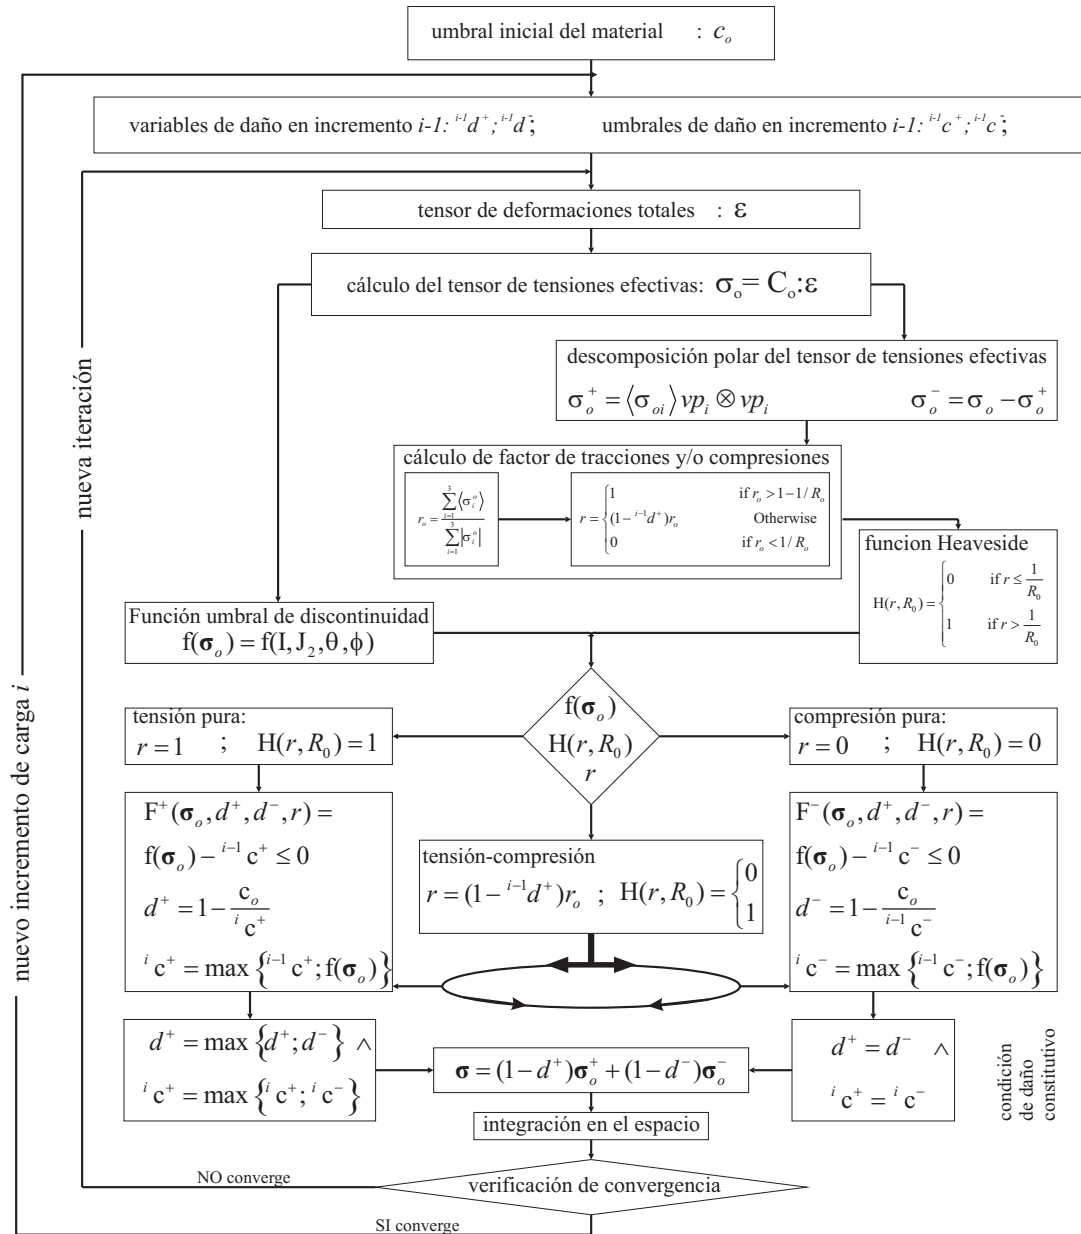 umbral inicial del material : c_o
variables de daño en incremento i-1: ^{i-1}d^+; ^{i-1}d^-; umbrales de daño en incremento i-1: ^{i-1}c^+; ^{i-1}c^-;
tensor de deformaciones totales : ε
cálculo del tensor de tensiones efectivas: σ_o = C_o:ε
descomposición polar del tensor de tensiones efectivas
σ_o^+ = ⟨σ_{oi}⟩ vp_i ⊗ vp_i σ_o^- = σ_o − σ_o^+
cálculo de factor de tracciones y/o compresiones
r_o = \frac{\sum_{i=1}^{3}⟨σ_i^o⟩}{\sum_{i=1}^{3}|σ_i^o|}
r = {1 if r_o > 1−1/R_o
(1− ^{i−1}d^+)r_o Otherwise
0 if r_o < 1/R_o
funcion Heaveside
H(r, R_0) = {0 if r ≤ \frac{1}{R_0}
1 if r > \frac{1}{R_0}
Función umbral de discontinuidad
f(σ_o) = f(I, J_2, θ, ϕ)
f(σ_o)
H(r, R_0)
r
tensión pura:
r = 1 ; H(r, R_0) = 1
compresión pura:
r = 0 ; H(r, R_0) = 0
F^+(σ_o, d^+, d^-, r) =
f(σ_o) − ^{i−1}c^+ ≤ 0
d^+ = 1 − \frac{c_o}{^i c^+}
^i c^+ = max {^{i−1}c^+; f(σ_o)}
tensión-compresión
r = (1 − ^{i−1}d^+)r_o ; H(r, R_0) = {0
1
F^-(σ_o, d^+, d^-, r) =
f(σ_o) − ^{i−1}c^- ≤ 0
d^- = 1 − \frac{c_o}{^{i−1}c^-}
^i c^- = max {^{i−1}c^-; f(σ_o)}
d^+ = max {d^+; d^-} ∧
^i c^+ = max {^i c^+; ^i c^-}
σ = (1−d^+)σ_o^+ + (1−d^-)σ_o^-
d^+ = d^- ∧
^i c^+ = ^i c^-
condición
de daño
constitutivo
integración en el espacio
verificación de convergencia
NO converge
SI converge
nueva iteración
nuevo incremento de carga i